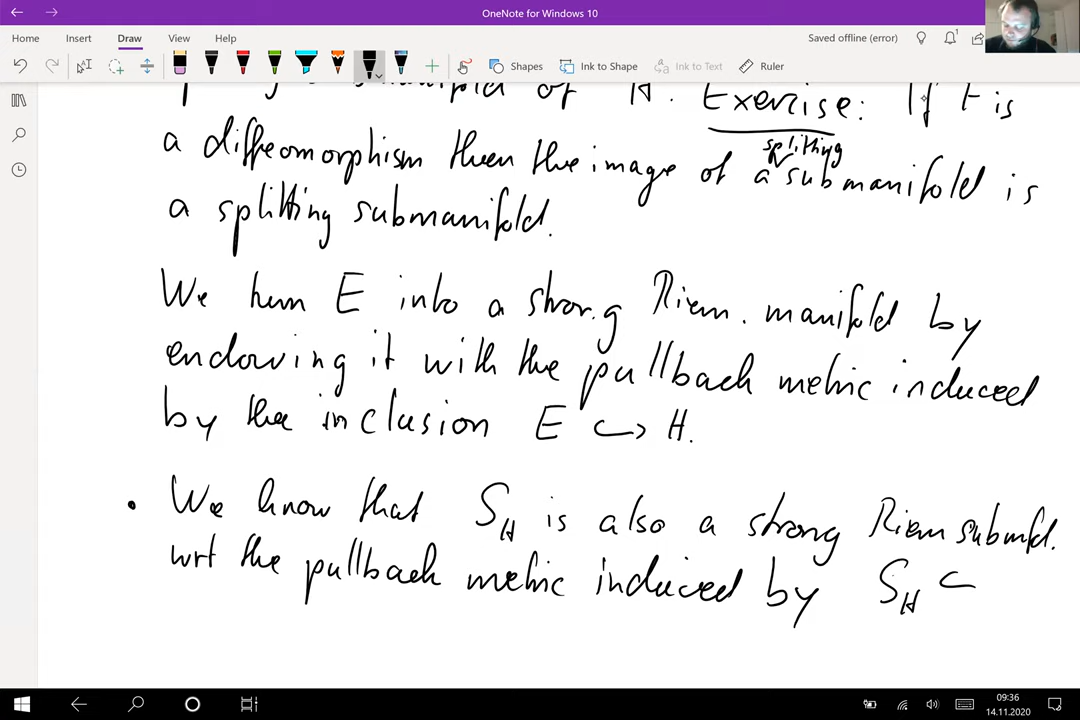 OneNote for Windows 10
Home Insert Draw View Help
Saved offline (error)
Shapes Ink to Shape Ink to Text Ruler
of H. Exercise: If F is
a diffeomorphism then the image of a splitting submanifold is
a splitting submanifold.
We turn E into a strong Riem. manifold by
endowing it with the pullback metric induced
by the inclusion E ↪ H.
• We know that S_H is also a strong Riem submfd.
wrt the pullback metric induced by S_H ⊂
09:36
14.11.2020